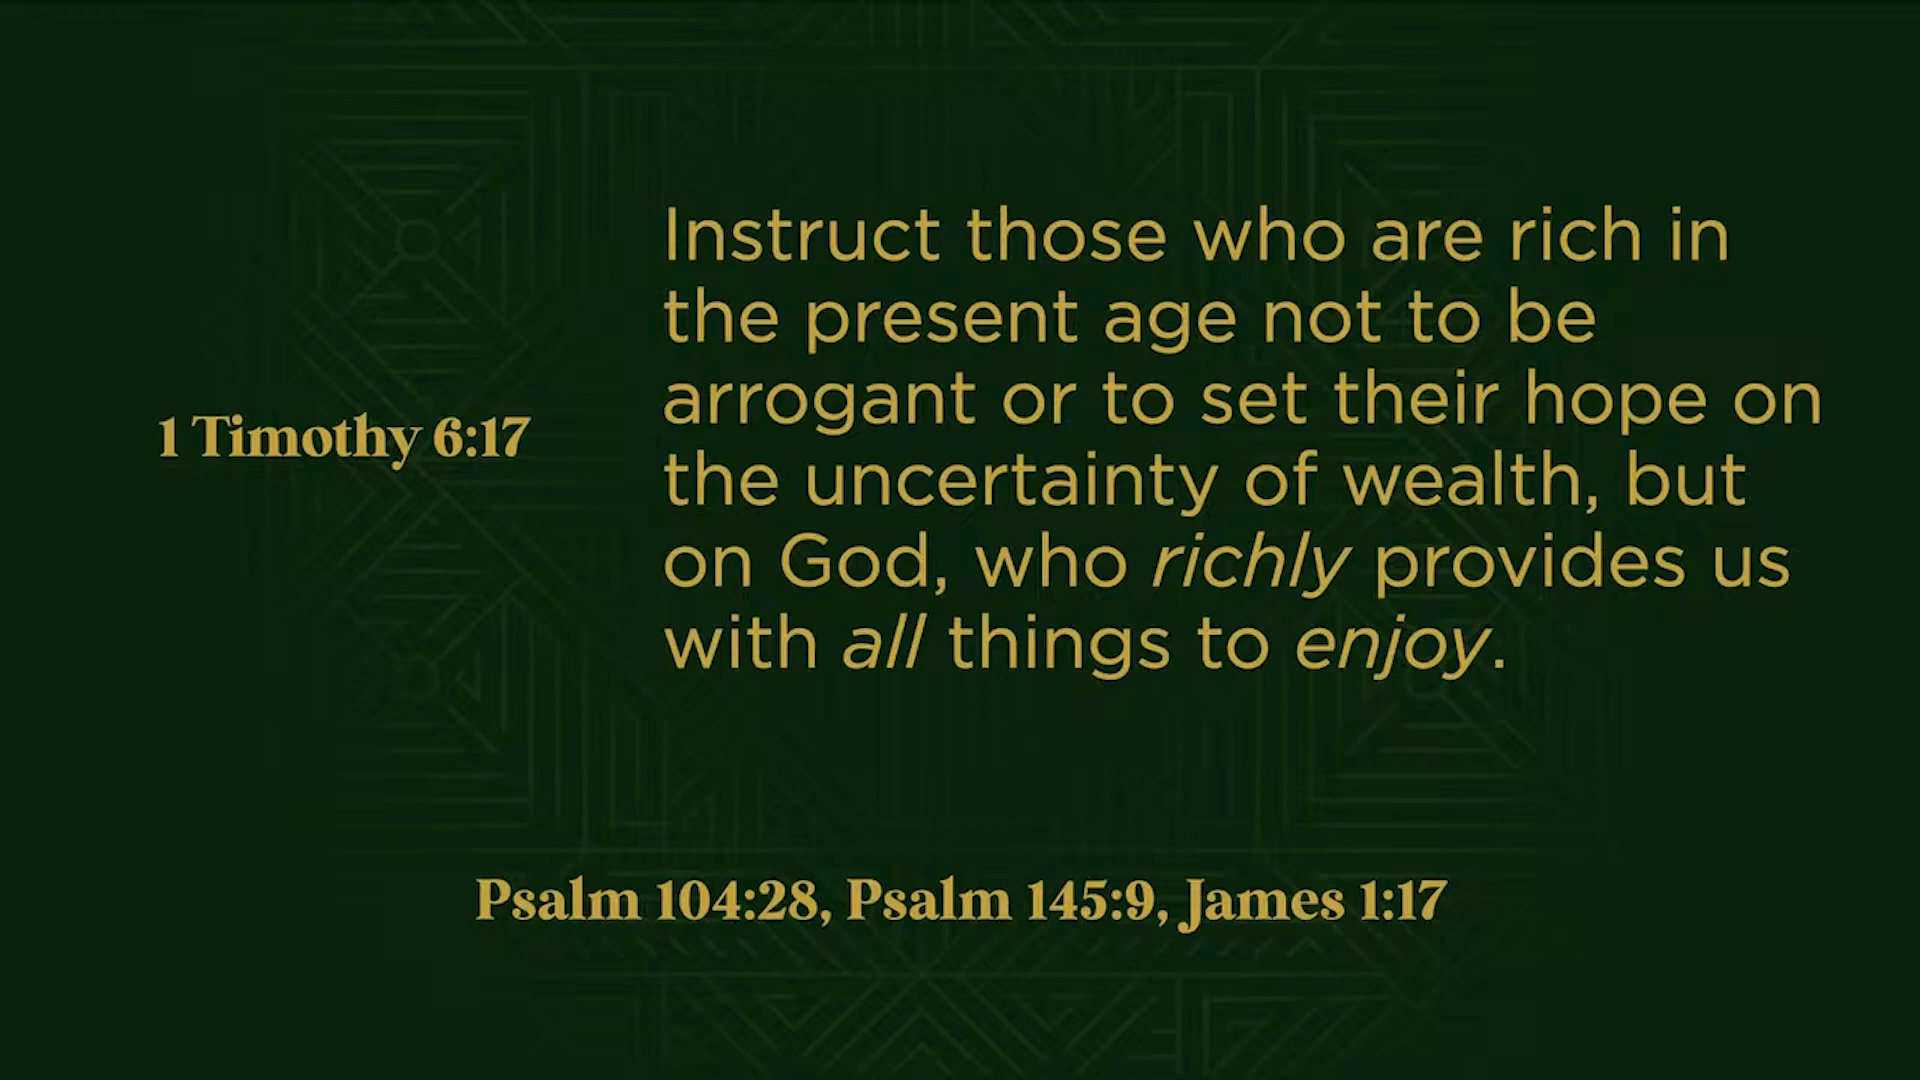 1 Timothy 6:17
Instruct those who are rich in
the present age not to be
arrogant or to set their hope on
the uncertainty of wealth, but
on God, who richly provides us
with all things to enjoy.
Psalm 104:28, Psalm 145:9, James 1:17